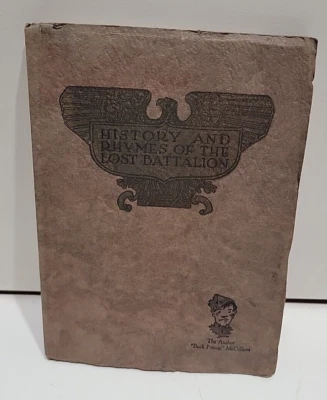 HISTORY AND
RHYMES OF THE
LOST BATTALION
The Author
"Buck Private" McCollum